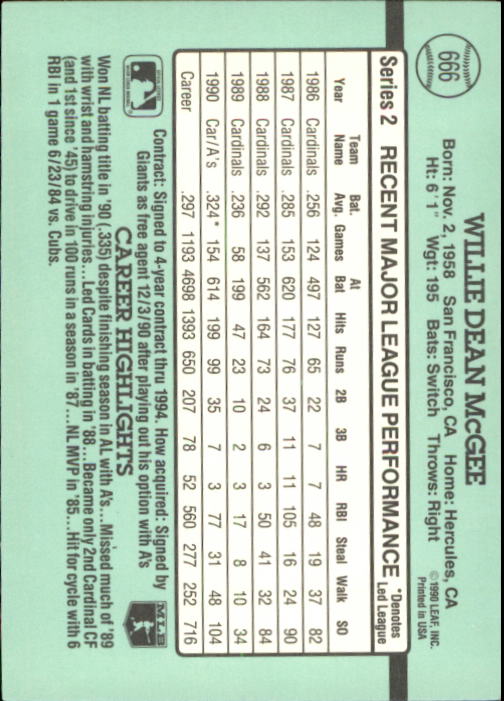 666
WILLIE DEAN McGEE
Born: Nov. 2, 1958 San Francisco, CA Home: Hercules, CA
Ht: 6'1" Wgt: 195 Bats: Switch Throws: Right
©1990 LEAF, INC.
Printed in USA
Series 2 RECENT MAJOR LEAGUE PERFORMANCE *Denotes Led League
Year Team Name Bat. Avg. Games At Bat Hits Runs 2B 3B HR RBI Steal Walk SO
1986 Cardinals .256 124 497 127 65 22 7 7 48 19 37 82
1987 Cardinals .285 153 620 177 76 37 11 11 105 16 24 90
1988 Cardinals .292 137 562 164 73 24 6 3 50 41 32 84
1989 Cardinals .236 58 199 47 23 10 2 3 17 8 10 34
1990 Car/A's .324* 154 614 199 99 35 7 3 77 31 48 104
Career .297 1193 4698 1393 650 207 78 52 560 277 252 716
Contract: Signed to 4-year contract thru 1994. How acquired: Signed by
Giants as free agent 12/3/90 after playing out his option with A's
CAREER HIGHLIGHTS
MLB
Won NL batting title in '90 (.335) despite finishing season in AL with A's...Missed much of '89
with wrist and hamstring injuries...Led Cards in batting in '88...Became only 2nd Cardinal CF
(and 1st since '45) to drive in 100 runs in a season in '87...NL MVP in '85...Hit for cycle with 6
RBI in 1 game 6/23/84 vs. Cubs.